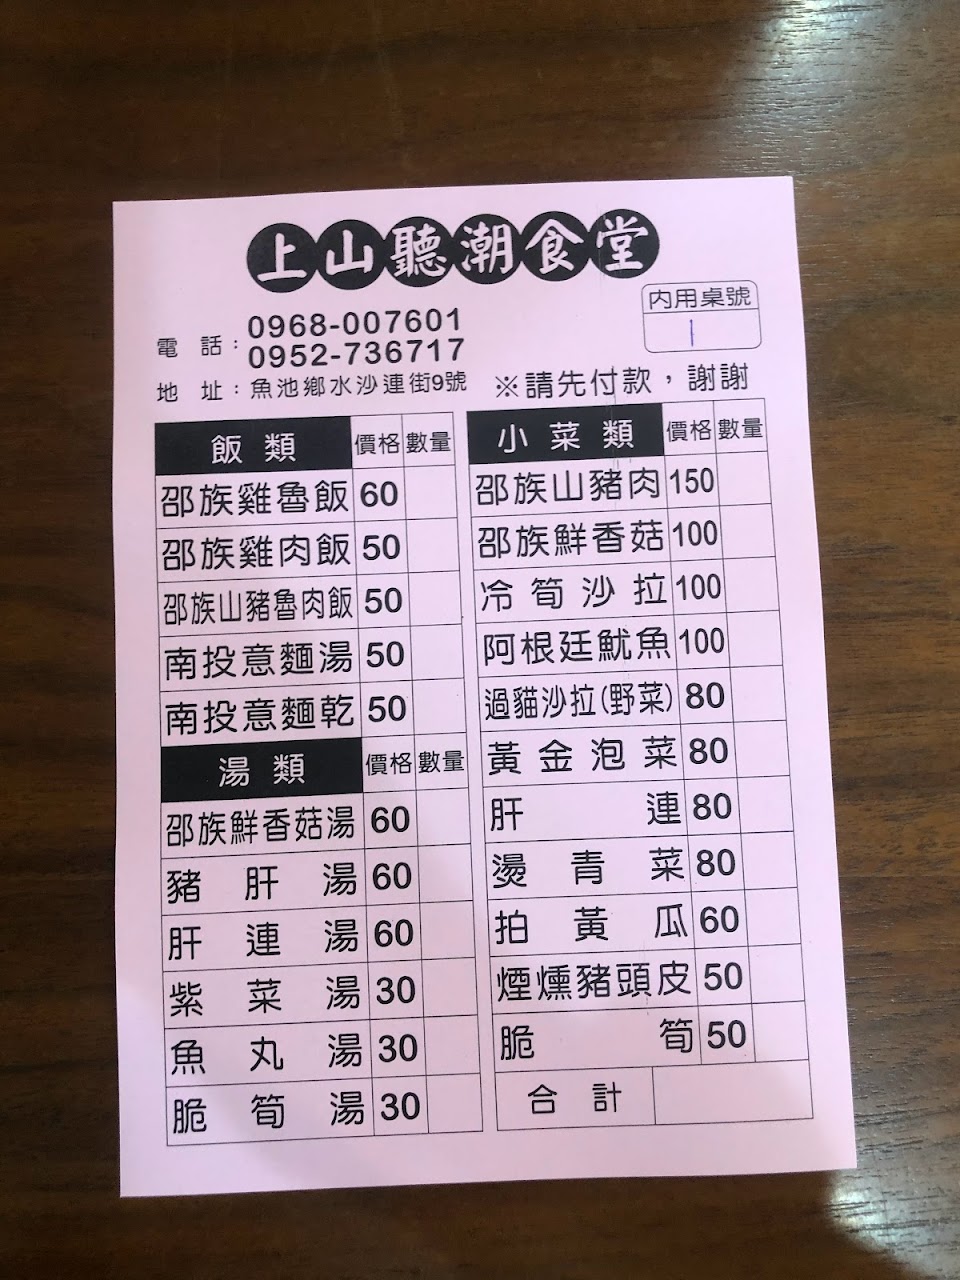 上山聽潮食堂
電話：0968-007601
0952-736717
地址：魚池鄉水沙連街9號
內用桌號
1
※請先付款，謝謝
飯類 價格 數量
邵族雞魯飯 60
邵族雞肉飯 50
邵族山豬魯肉飯 50
南投意麵湯 50
南投意麵乾 50
湯類 價格 數量
邵族鮮香菇湯 60
豬肝湯 60
肝連湯 60
紫菜湯 30
魚丸湯 30
脆筍湯 30
小菜類 價格 數量
邵族山豬肉 150
邵族鮮香菇 100
冷筍沙拉 100
阿根廷魷魚 100
過貓沙拉(野菜) 80
黃金泡菜 80
肝連 80
燙青菜 80
拍黃瓜 60
煙燻豬頭皮 50
脆筍 50
合計